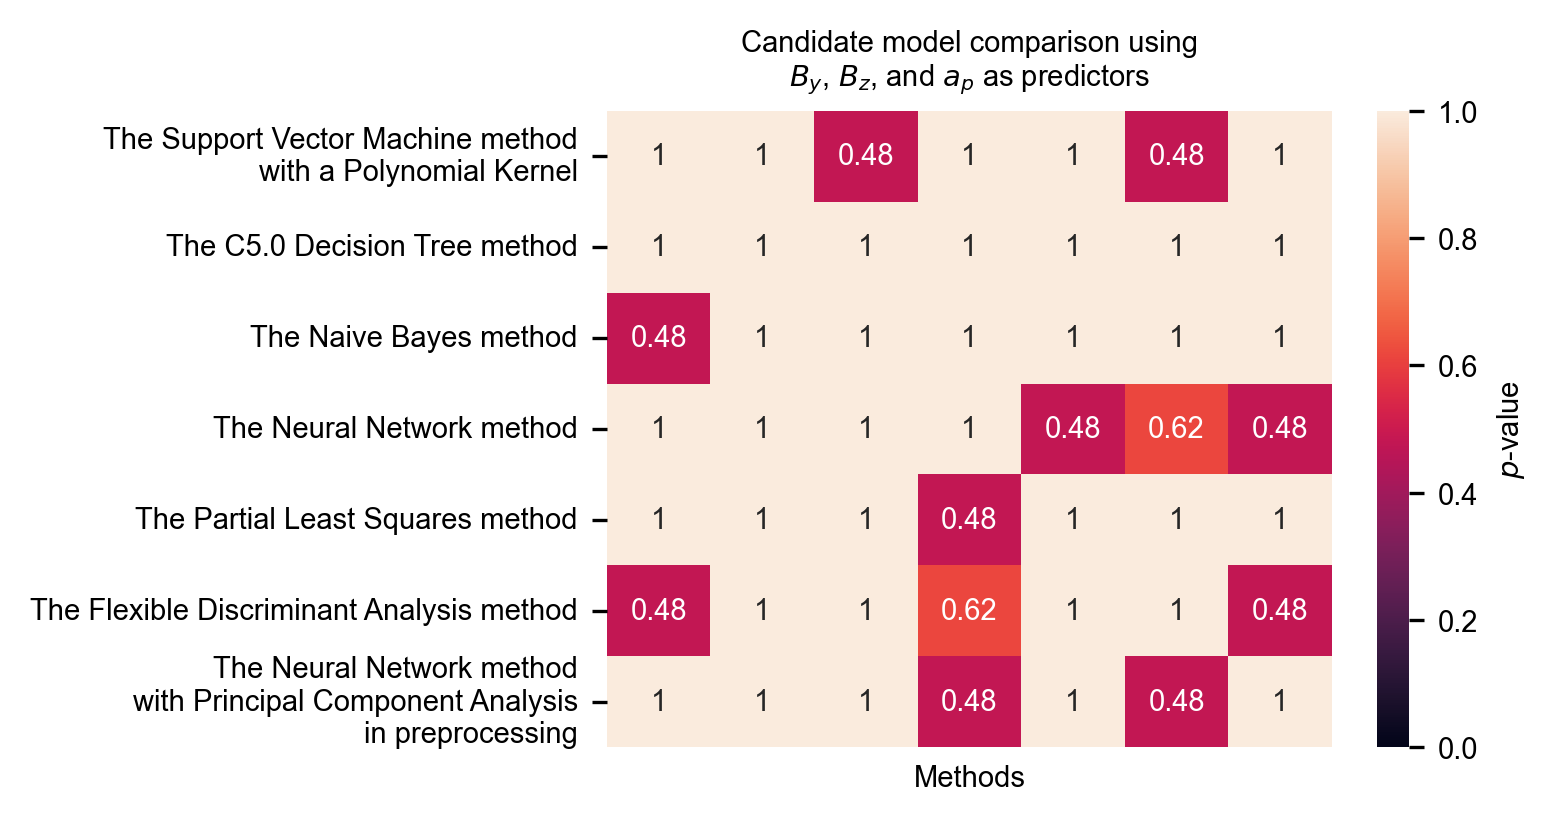 Candidate model comparison using
B_y, B_z, and a_p as predictors
The Support Vector Machine method
with a Polynomial Kernel
1 1 0.48 1 1 0.48 1
The C5.0 Decision Tree method
1 1 1 1 1 1 1
The Naive Bayes method
0.48 1 1 1 1 1 1
The Neural Network method
1 1 1 1 0.48 0.62 0.48
The Partial Least Squares method
1 1 1 0.48 1 1 1
The Flexible Discriminant Analysis method
0.48 1 1 0.62 1 1 0.48
The Neural Network method
with Principal Component Analysis
in preprocessing
1 1 1 0.48 1 0.48 1
Methods
1.0
0.8
0.6
0.4
0.2
0.0
p-value